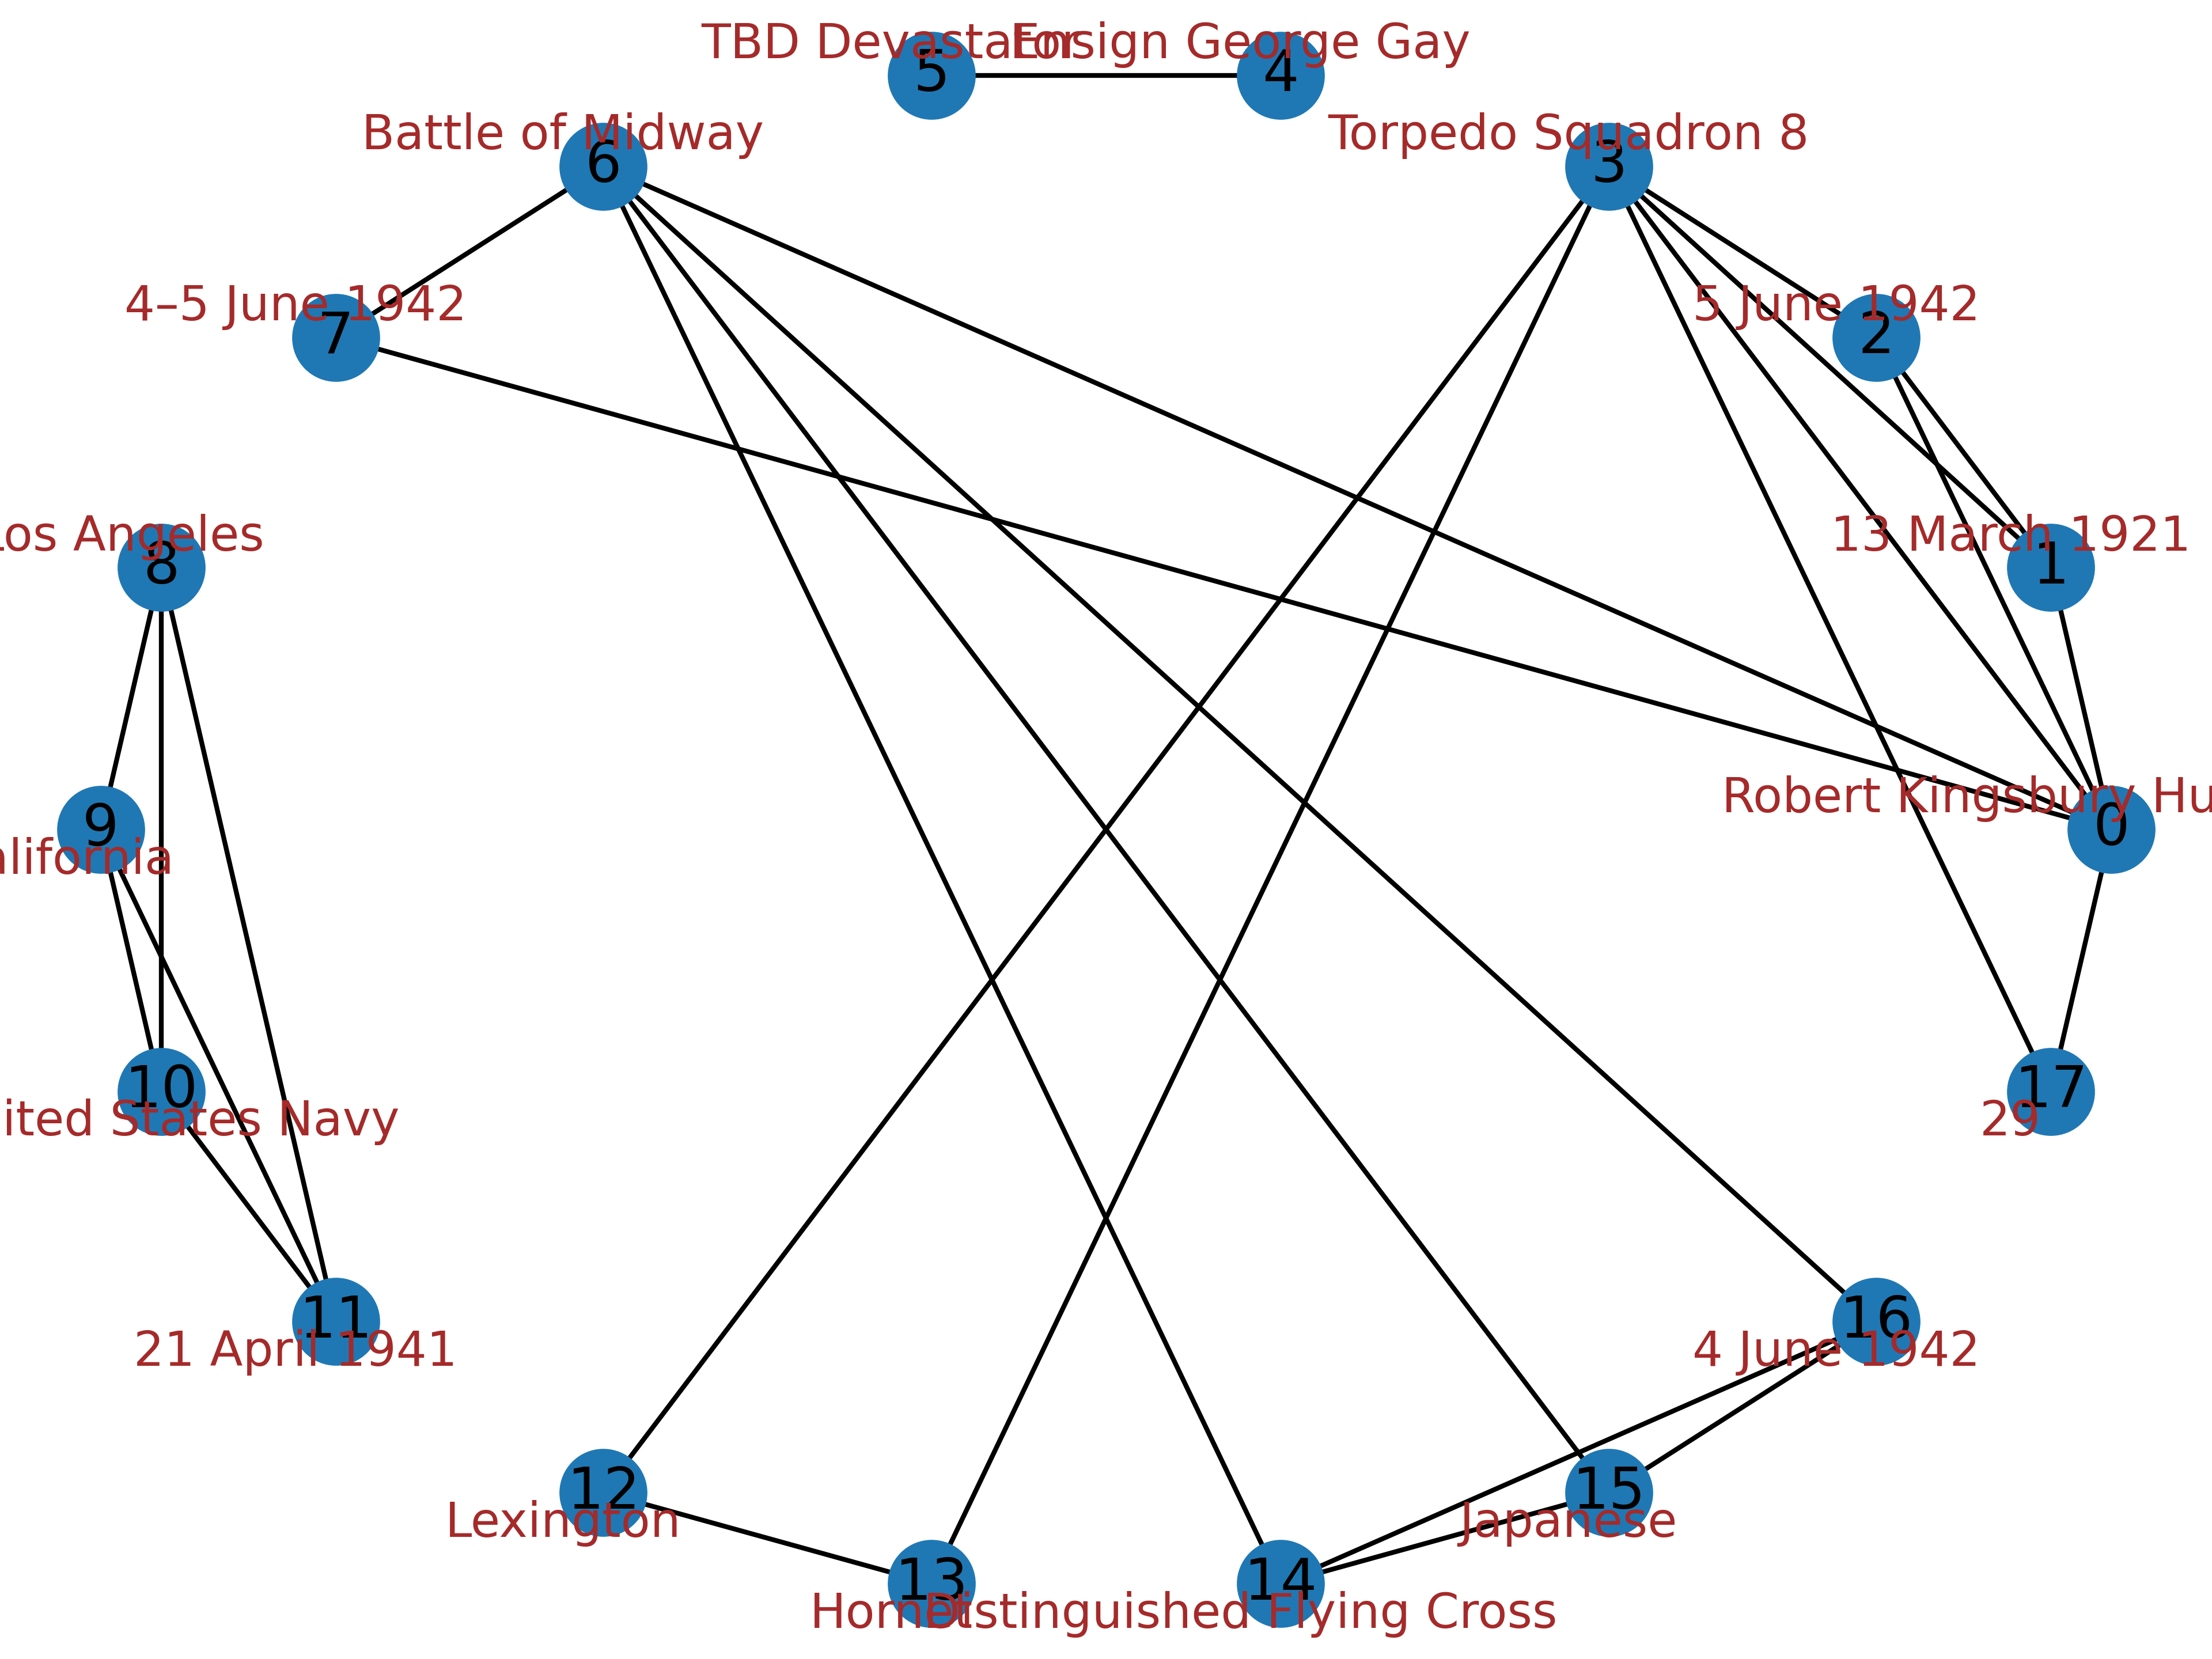 TBD Devastator
Ensign George Gay
5
4
Battle of Midway
Torpedo Squadron 8
6
3
4–5 June 1942
5 June 1942
7
2
Los Angeles
13 March 1921
8
1
Robert Kingsbury Hu
9
0
alifornia
10
17
ited States Navy
29
11
16
21 April 1941
4 June 1942
12
15
Lexington
Japanese
13
14
Hornet
Distinguished Flying Cross